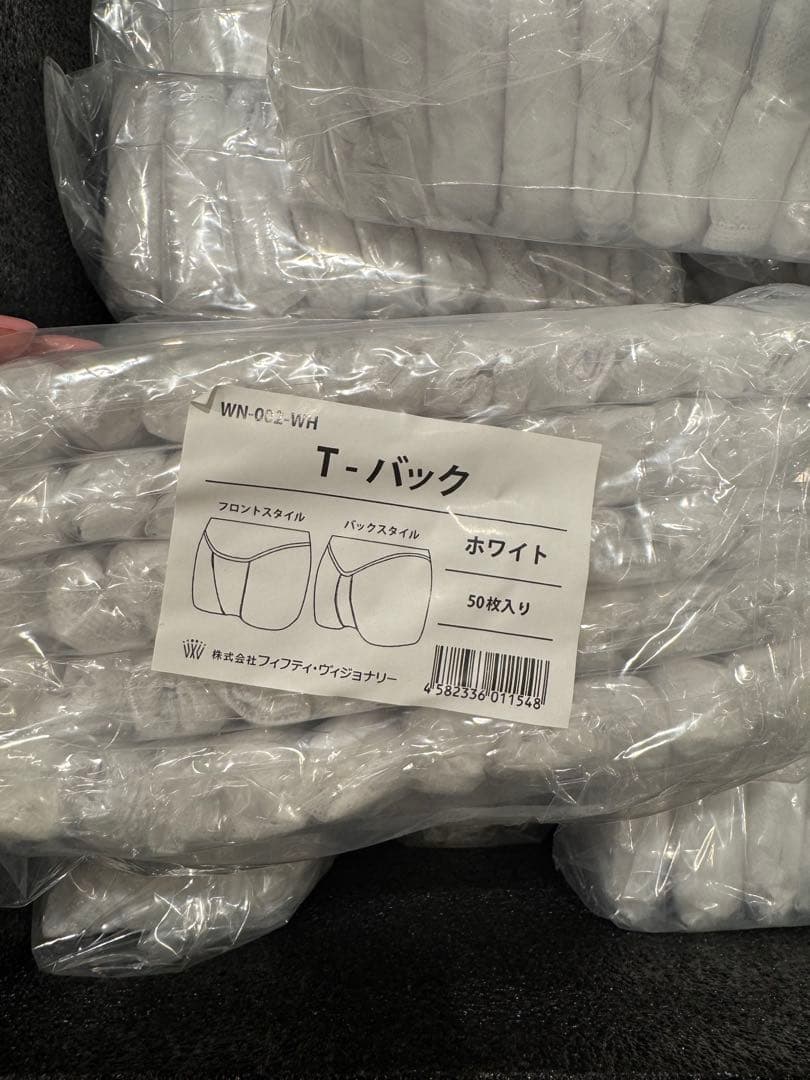 WN-002-WH
T-バック
フロントスタイル
バックスタイル
ホワイト
50枚入り
株式会社フィフティ・ヴィジョナリー
4 582336 011548